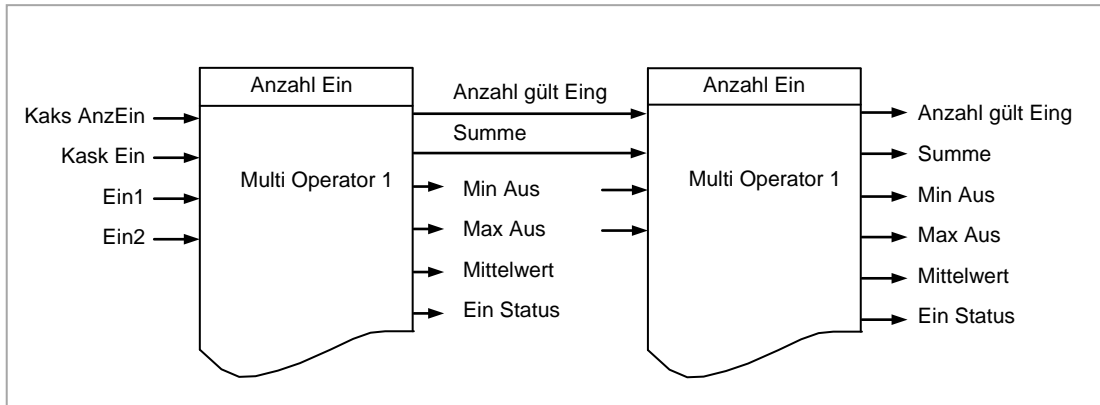 Anzahl Ein
Kaks AnzEin
Kask Ein
Ein1
Ein2
Multi Operator 1
Anzahl gült Eing
Summe
Min Aus
Max Aus
Mittelwert
Ein Status
Anzahl Ein
Multi Operator 1
Anzahl gült Eing
Summe
Min Aus
Max Aus
Mittelwert
Ein Status